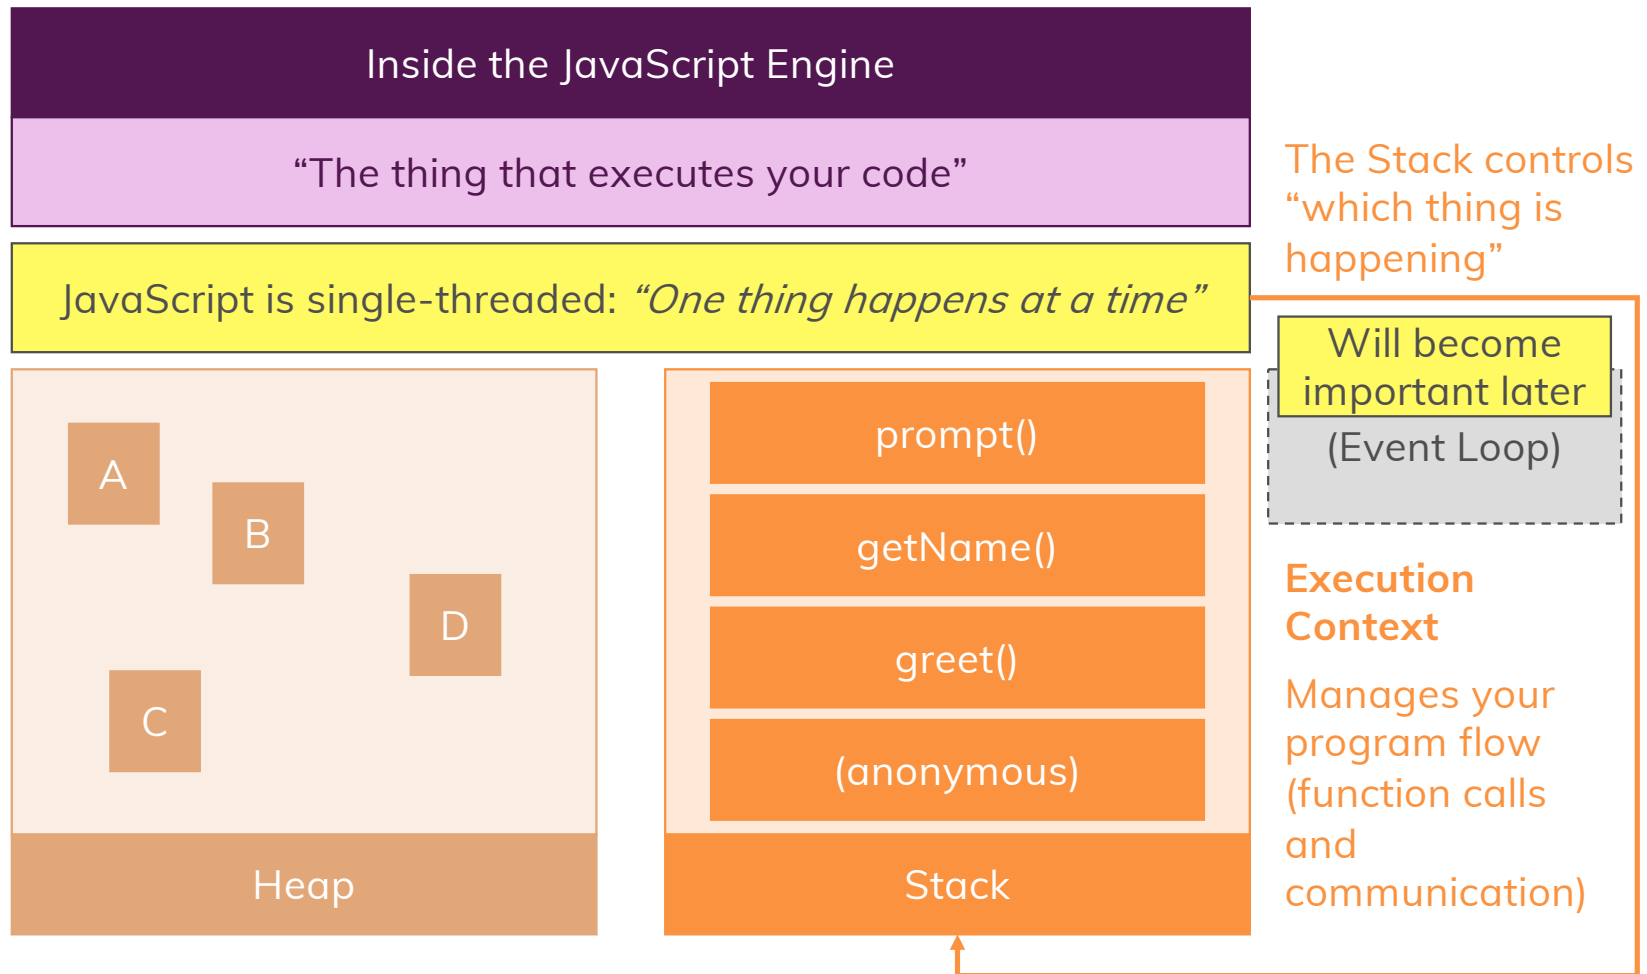 Inside the JavaScript Engine
“The thing that executes your code”
JavaScript is single-threaded: “One thing happens at a time”
The Stack controls
“which thing is
happening”
Will become
important later
(Event Loop)
A
B
D
C
Heap
prompt()
getName()
greet()
(anonymous)
Stack
Execution
Context
Manages your
program flow
(function calls
and
communication)